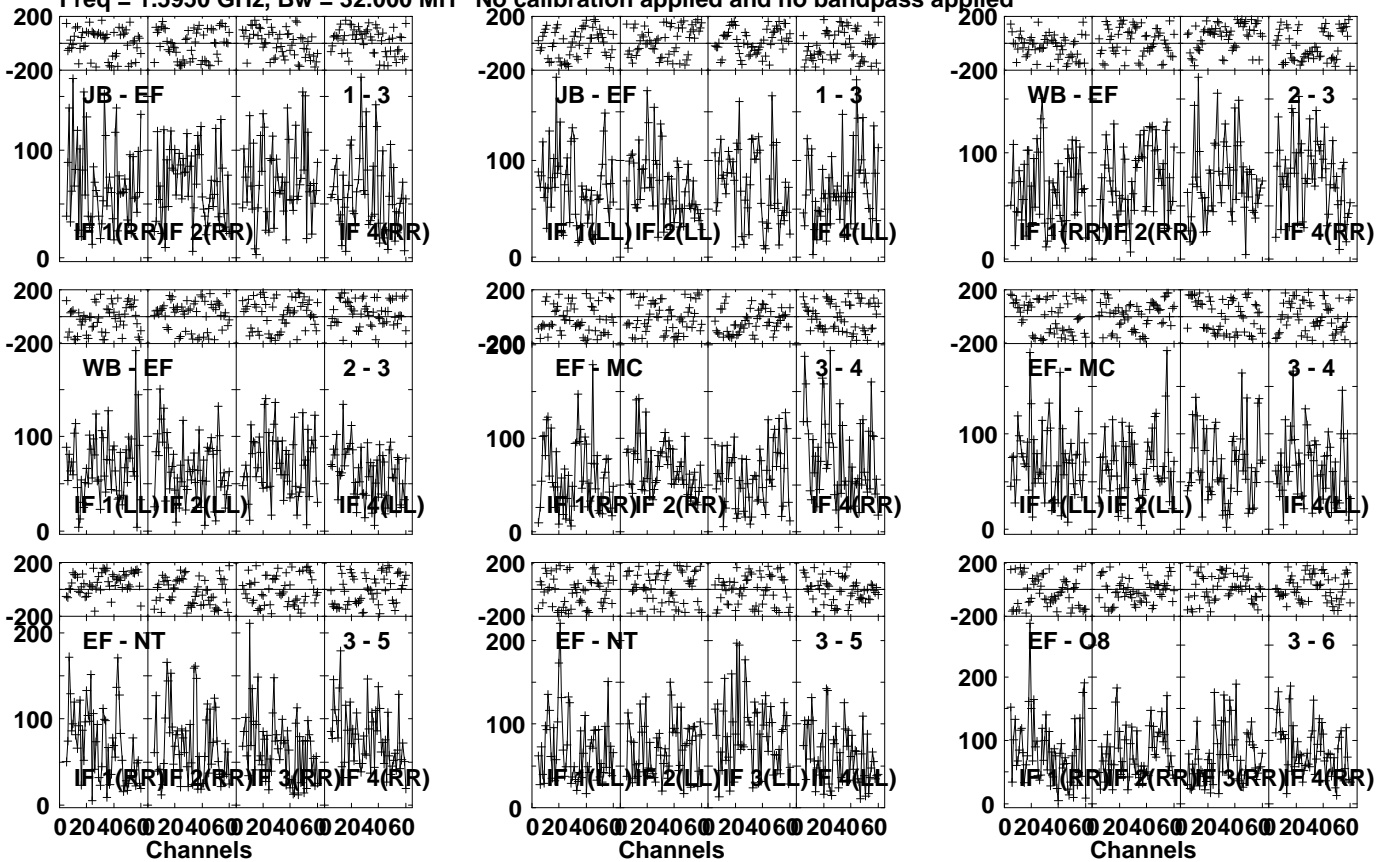 Freq = 1.5950 GHz, Bw = 32.000 MH No calibration applied and no bandpass applied
200
-200
JB - EF 1 - 3
100
IF 1(RR) IF 2(RR) IF 4(RR)
0
200
-200
JB - EF 1 - 3
100
IF 1(LL) IF 2(LL) IF 4(LL)
0
200
-200
WB - EF 2 - 3
100
IF 1(RR) IF 2(RR) IF 4(RR)
0
200
-200
WB - EF 2 - 3
100
IF 1(LL) IF 2(LL) IF 4(LL)
0
200
-200
200
EF - MC 3 - 4
100
IF 1(RR) IF 2(RR) IF 4(RR)
0
200
-200
EF - MC 3 - 4
100
IF 1(LL) IF 2(LL) IF 4(LL)
0
200
-200
200
EF - NT 3 - 5
100
IF 1(RR) IF 2(RR) IF 3(RR) IF 4(RR)
0
0 20 40 60 0 20 40 60 0 20 40 60 0 20 40 60
Channels
200
-200
200
EF - NT 3 - 5
100
IF 1(LL) IF 2(LL) IF 3(LL) IF 4(LL)
0
0 20 40 60 0 20 40 60 0 20 40 60 0 20 40 60
Channels
200
-200
EF - O8 3 - 6
200
100
IF 1(RR) IF 2(RR) IF 3(RR) IF 4(RR)
0
0 20 40 60 0 20 40 60 0 20 40 60 0 20 40 60
Channels